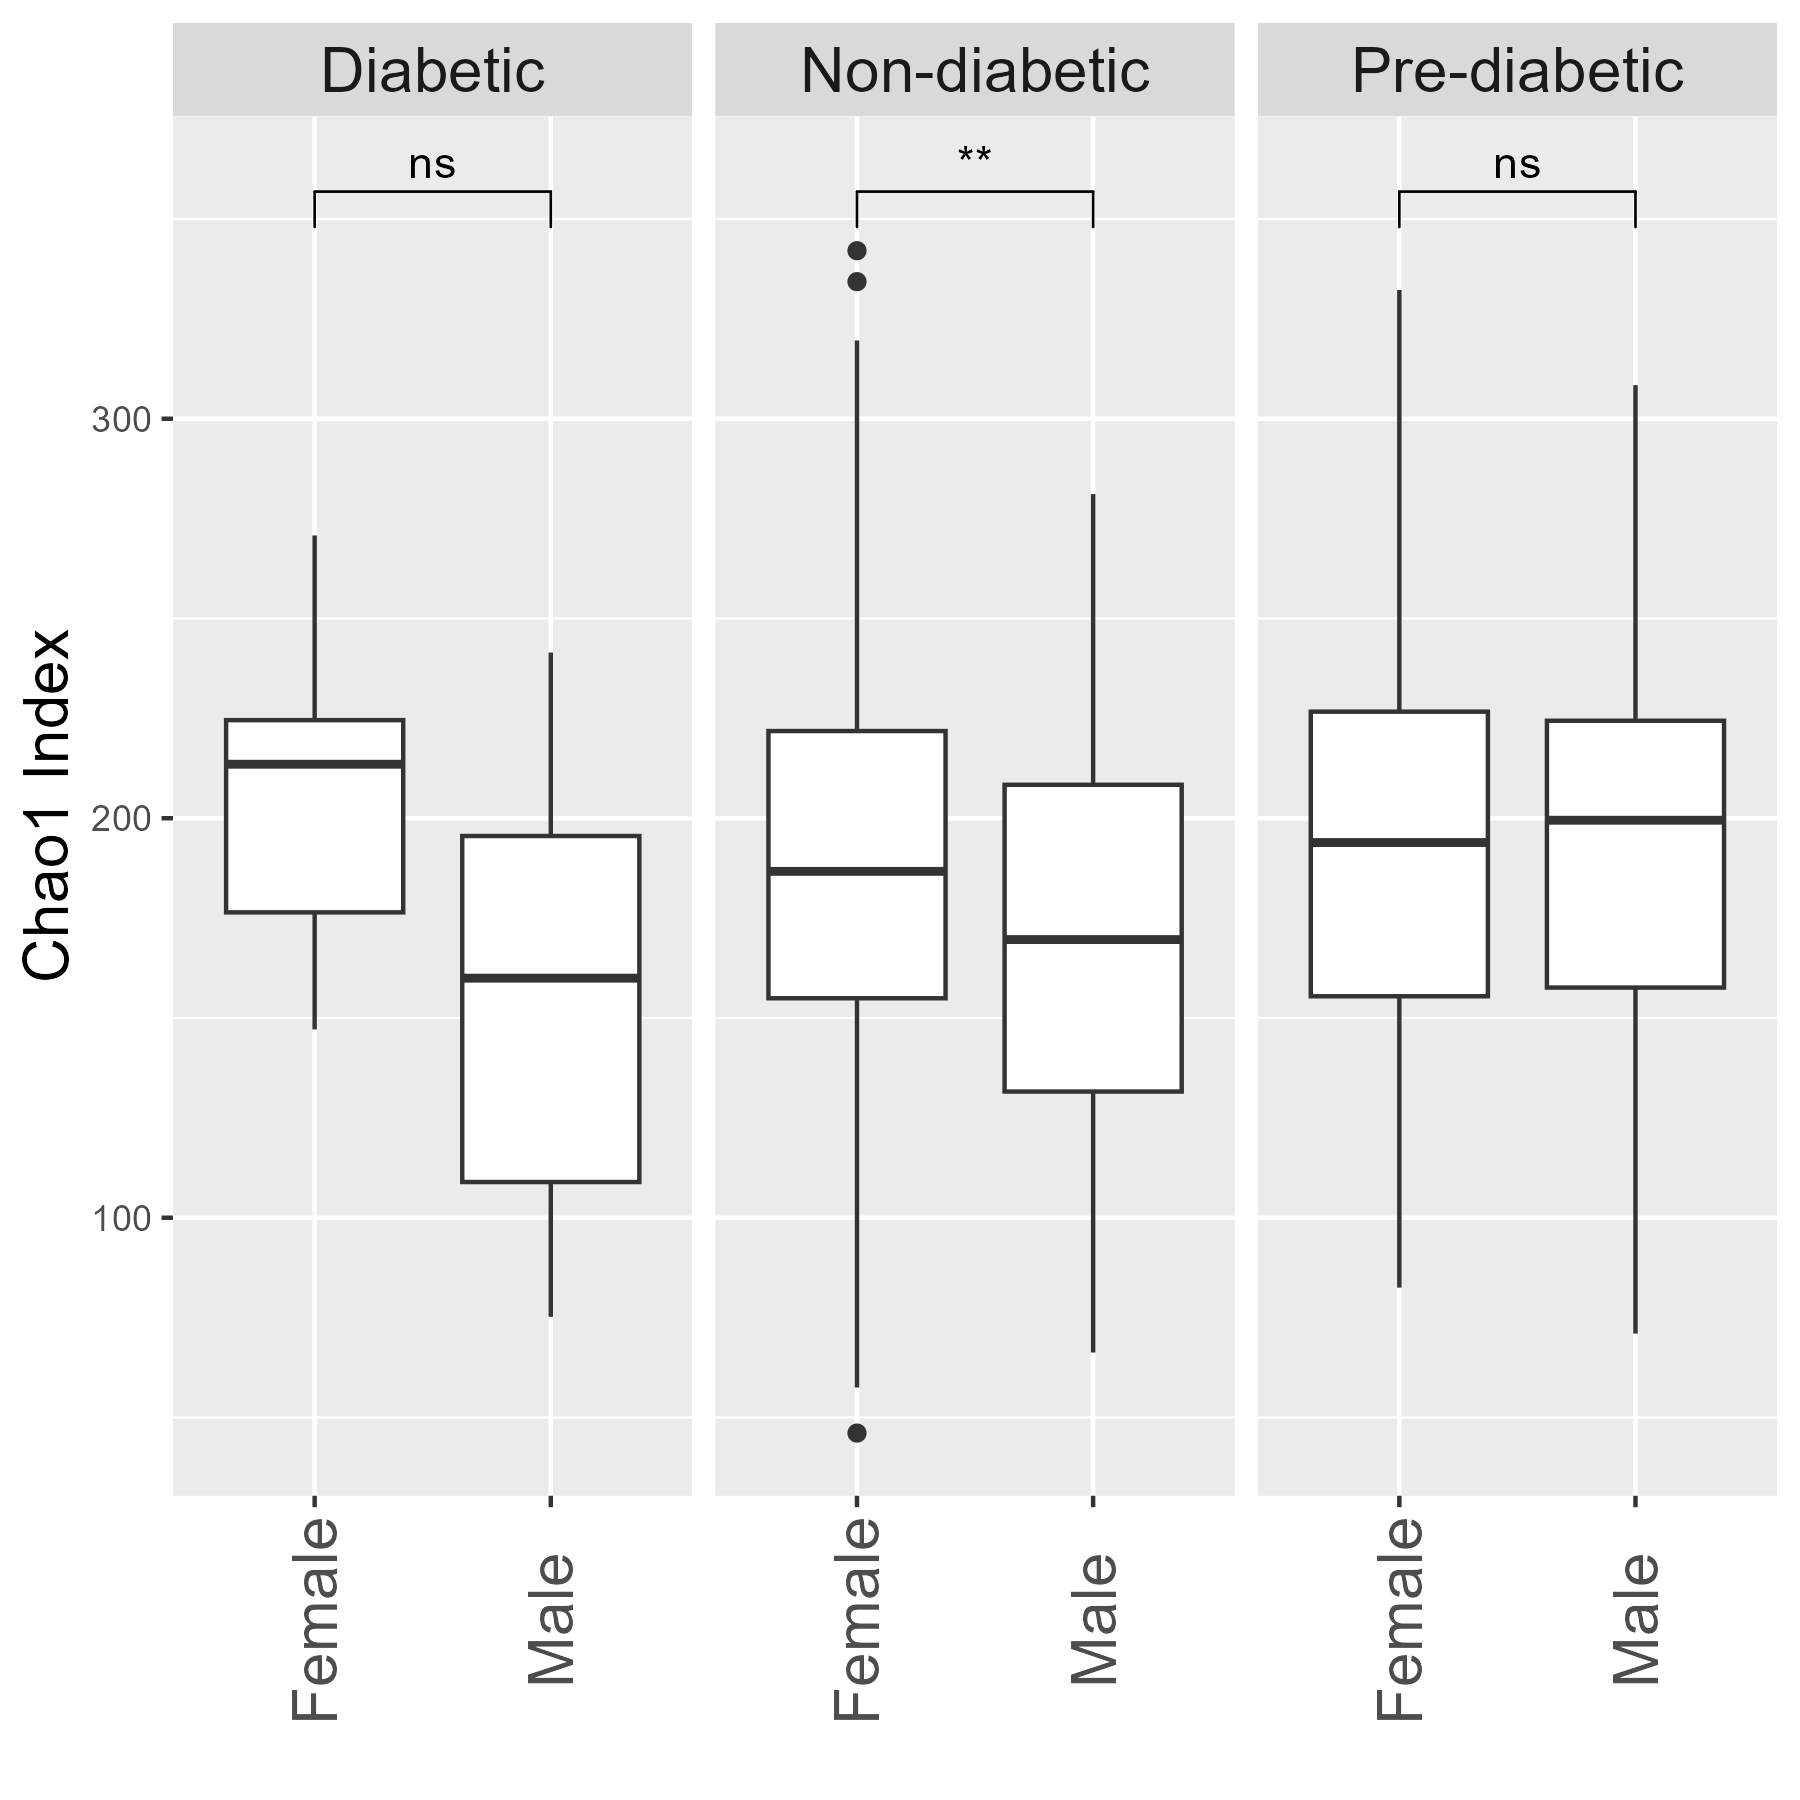 Diabetic Non-diabetic Pre-diabetic
ns ** ns
300
200
100
Chao1 Index
Female Male Female Male Female Male